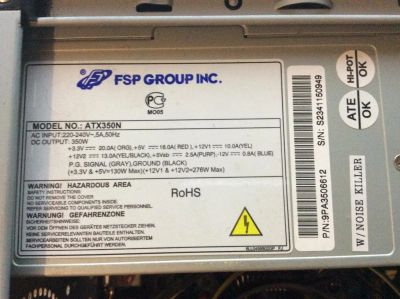 FSP GROUP INC.
PG
MO05
MODEL NO.: ATX350N
AC INPUT:220-240V~,5A,50Hz
DC OUTPUT: 350W
+3.3V ⎓ 20.0A( ORG), +5V ⎓ 16.0A( RED ), +12V1 ⎓ 10.0A(YEL)
+12V2 ⎓ 13.0A(YEL/BLACK), +5Vsb ⎓ 2.5A(PURP), -12V ⎓ 0.8A( BLUE )
P.G. SIGNAL (GRAY),GROUND (BLACK)
(+3.3V & +5V=130W Max)(+12V1 & +12V2=276W Max)
WARNING! HAZARDOUS AREA
SAFETY INSTRUCTIONS
DO NOT REMOVE THE COVER
NO SERVICEABLE COMPONENTS INSIDE
REFER SERVICING TO QUALIFIED PERSONNEL
WARNUNG! GEFAHRENZONE
SICHERHEITSHINWEISE:
VOR DEM ÖFFNEN DES GERÄTES NETZSTECKER ZIEHEN.
REPARATURARBEITEN SOLLTEN NUR AUTORISIERTEM
FACHPERSONAL DURCHGEFÜHRT WERDEN.
RoHS
S/N: S2341150949
P/N:9PA3506612
HI-POT
OK
ATE
OK
W/ NOISE KILLER